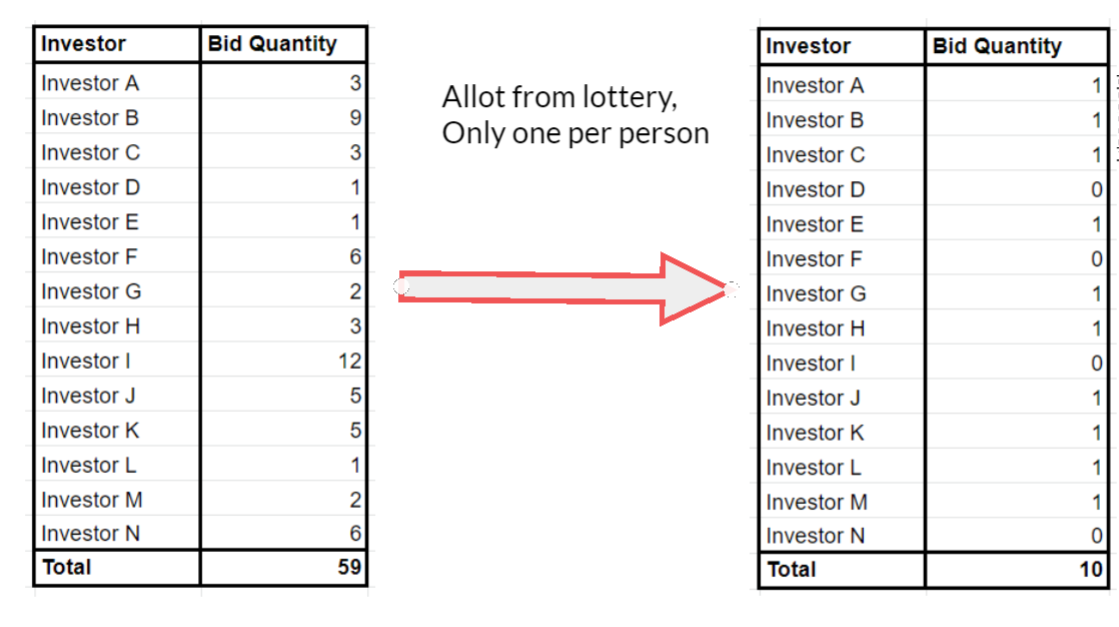 Investor Bid Quantity
Investor A 3
Investor B 9
Investor C 3
Investor D 1
Investor E 1
Investor F 6
Investor G 2
Investor H 3
Investor I 12
Investor J 5
Investor K 5
Investor L 1
Investor M 2
Investor N 6
Total 59
Allot from lottery,
Only one per person
Investor Bid Quantity
Investor A 1
Investor B 1
Investor C 1
Investor D 0
Investor E 1
Investor F 0
Investor G 1
Investor H 1
Investor I 0
Investor J 1
Investor K 1
Investor L 1
Investor M 1
Investor N 0
Total 10